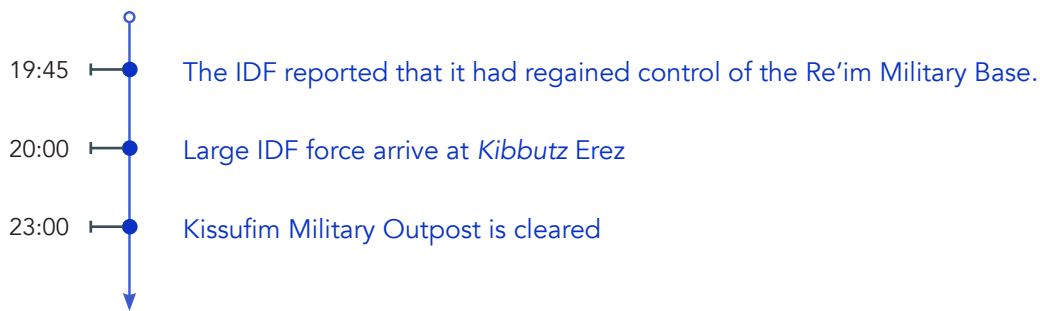 19:45 The IDF reported that it had regained control of the Re’im Military Base.
20:00 Large IDF force arrive at Kibbutz Erez
23:00 Kissufim Military Outpost is cleared